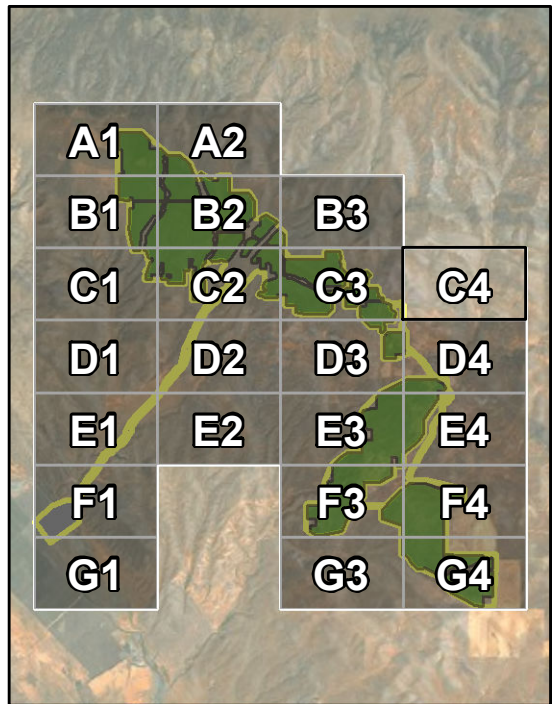 A1 A2
B1 B2 B3
C1 C2 C3 C4
D1 D2 D3 D4
E1 E2 E3 E4
F1 F3 F4
G1 G3 G4